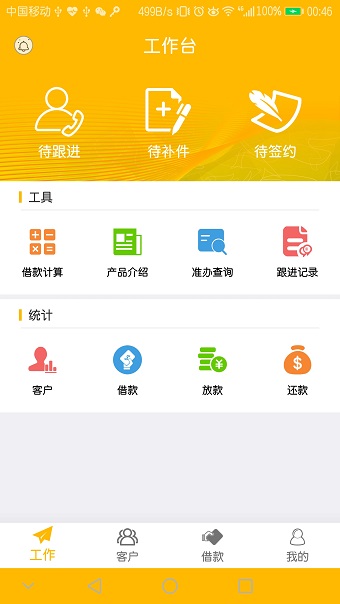 中国移动 499B/s 4G 100% 00:46
工作台
待跟进 待补件 待签约
工具
借款计算 产品介绍 准办查询 跟进记录
统计
客户 借款 放款 还款
工作 客户 借款 我的